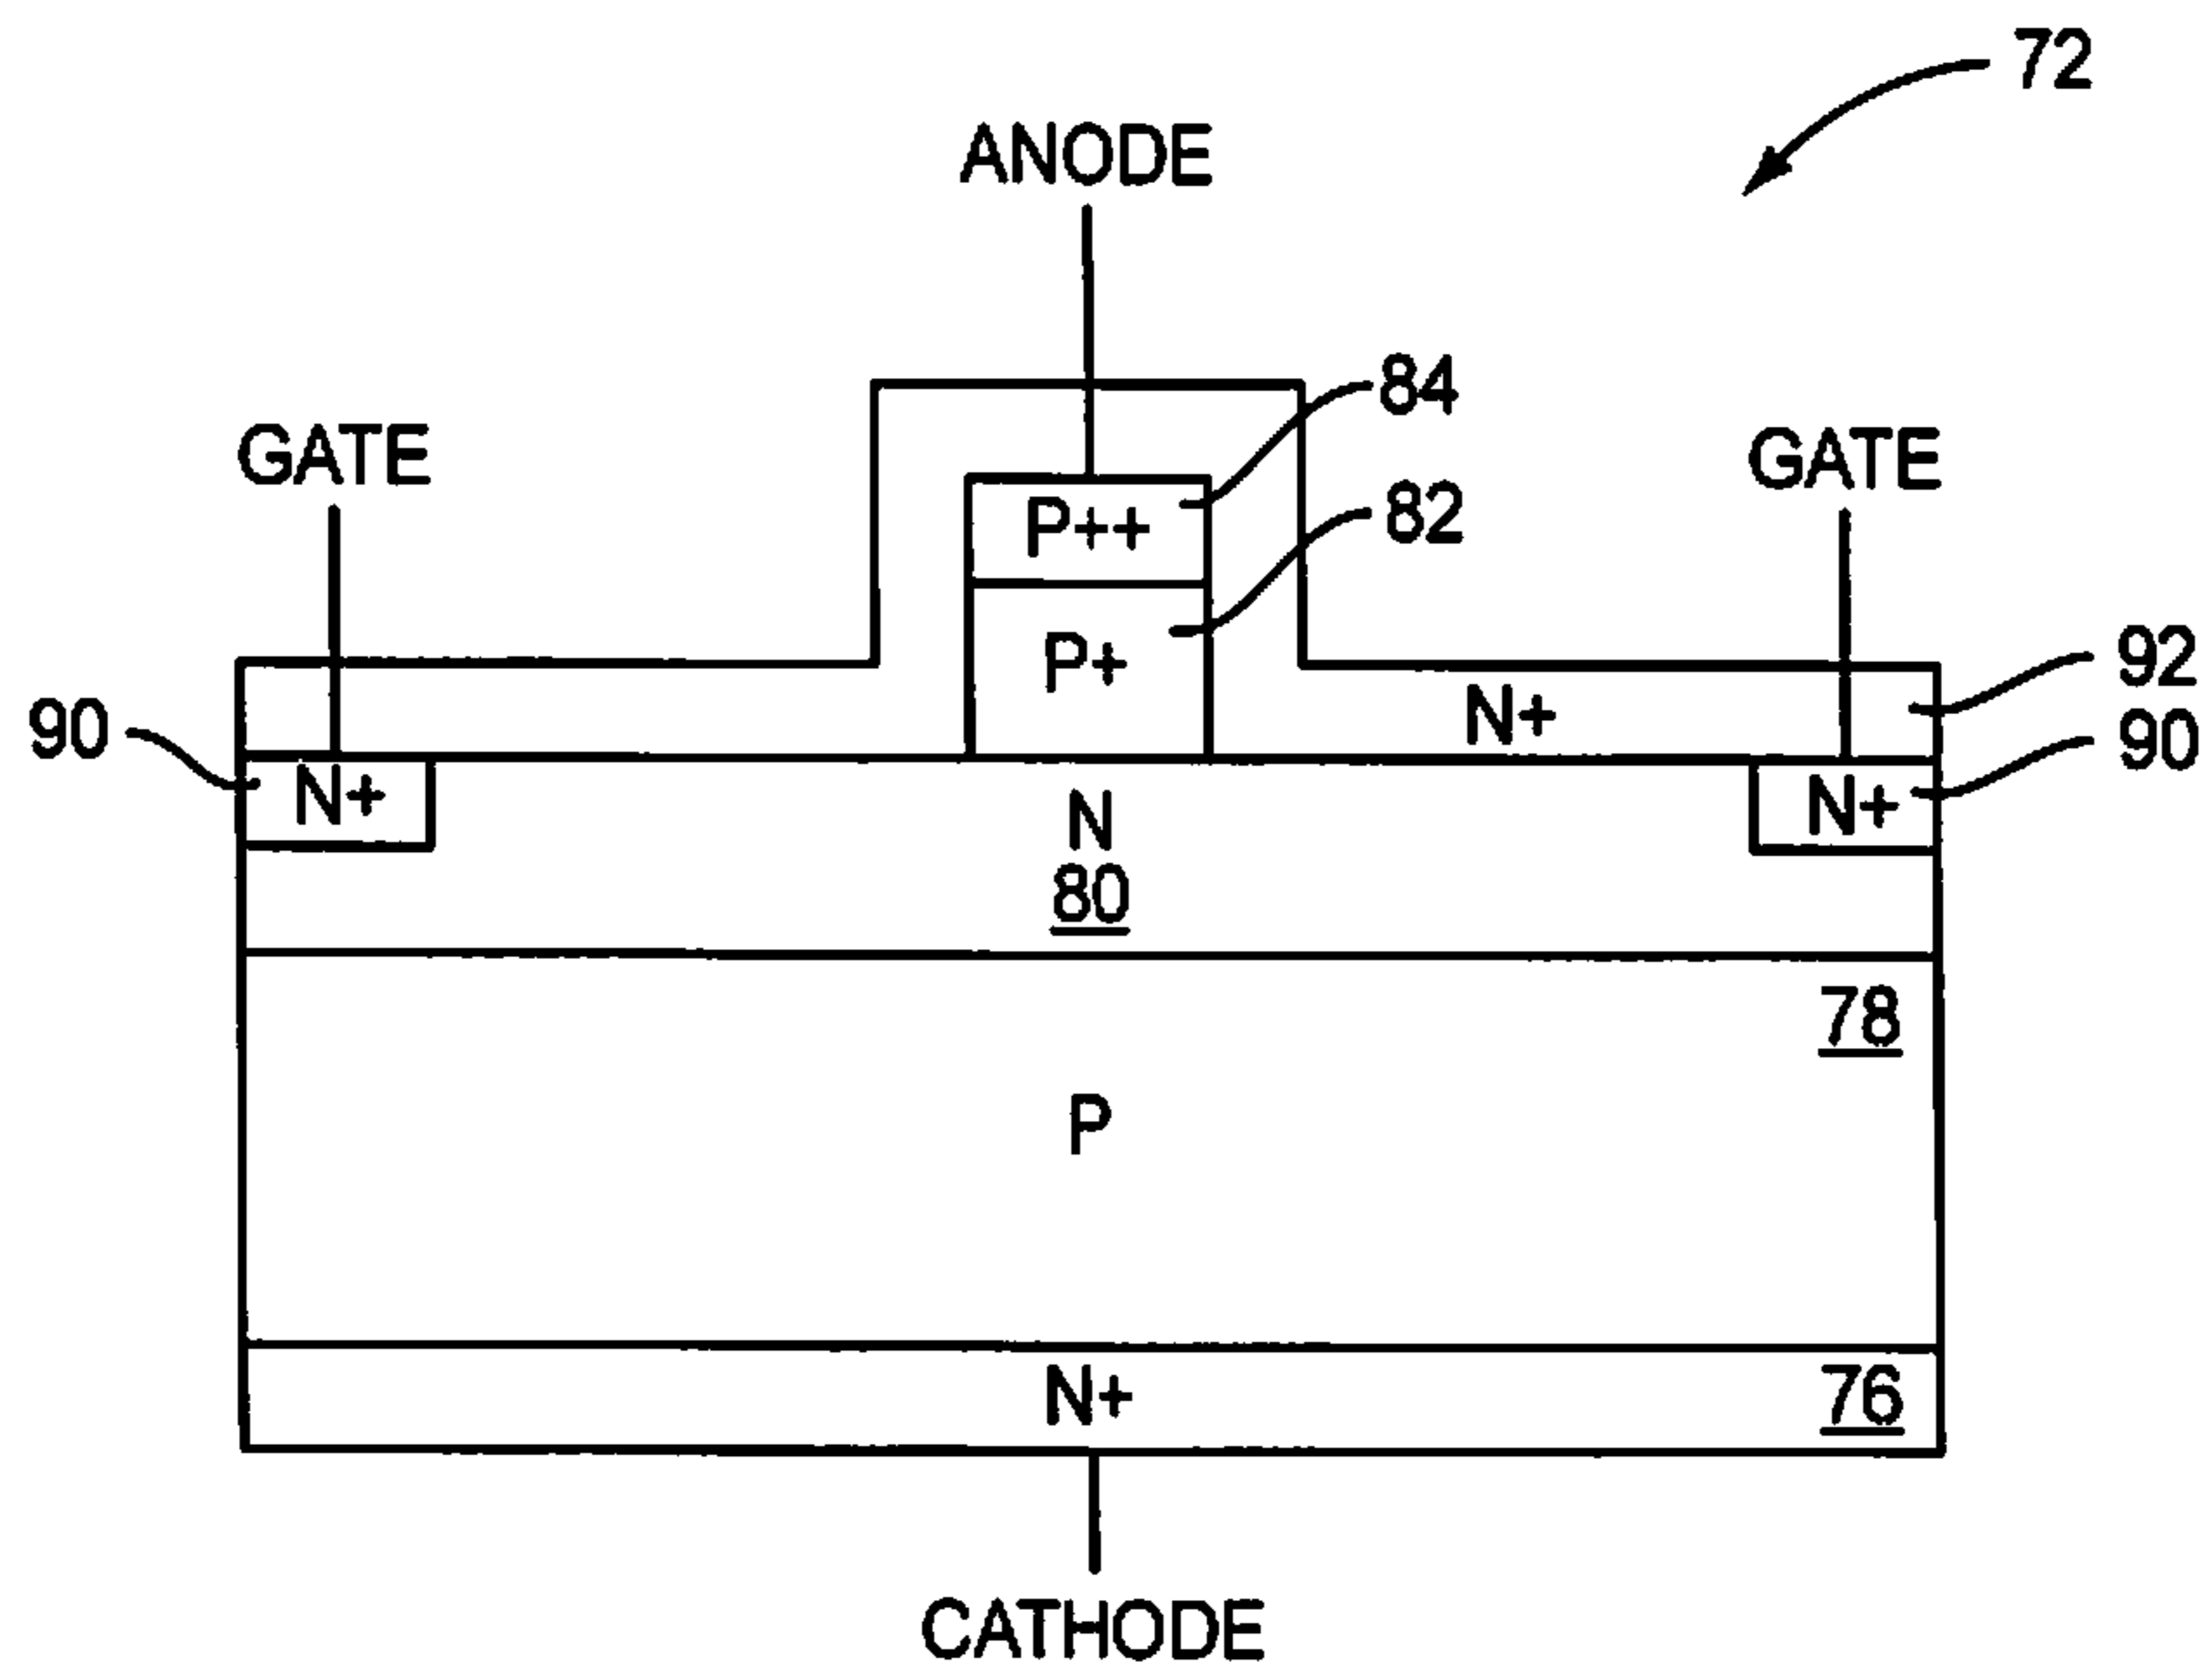 72
ANODE
84
GATE
GATE
P++
82
P+
92
N+
90
90
N+
N
N+
80
78
P
N+
76
CATHODE